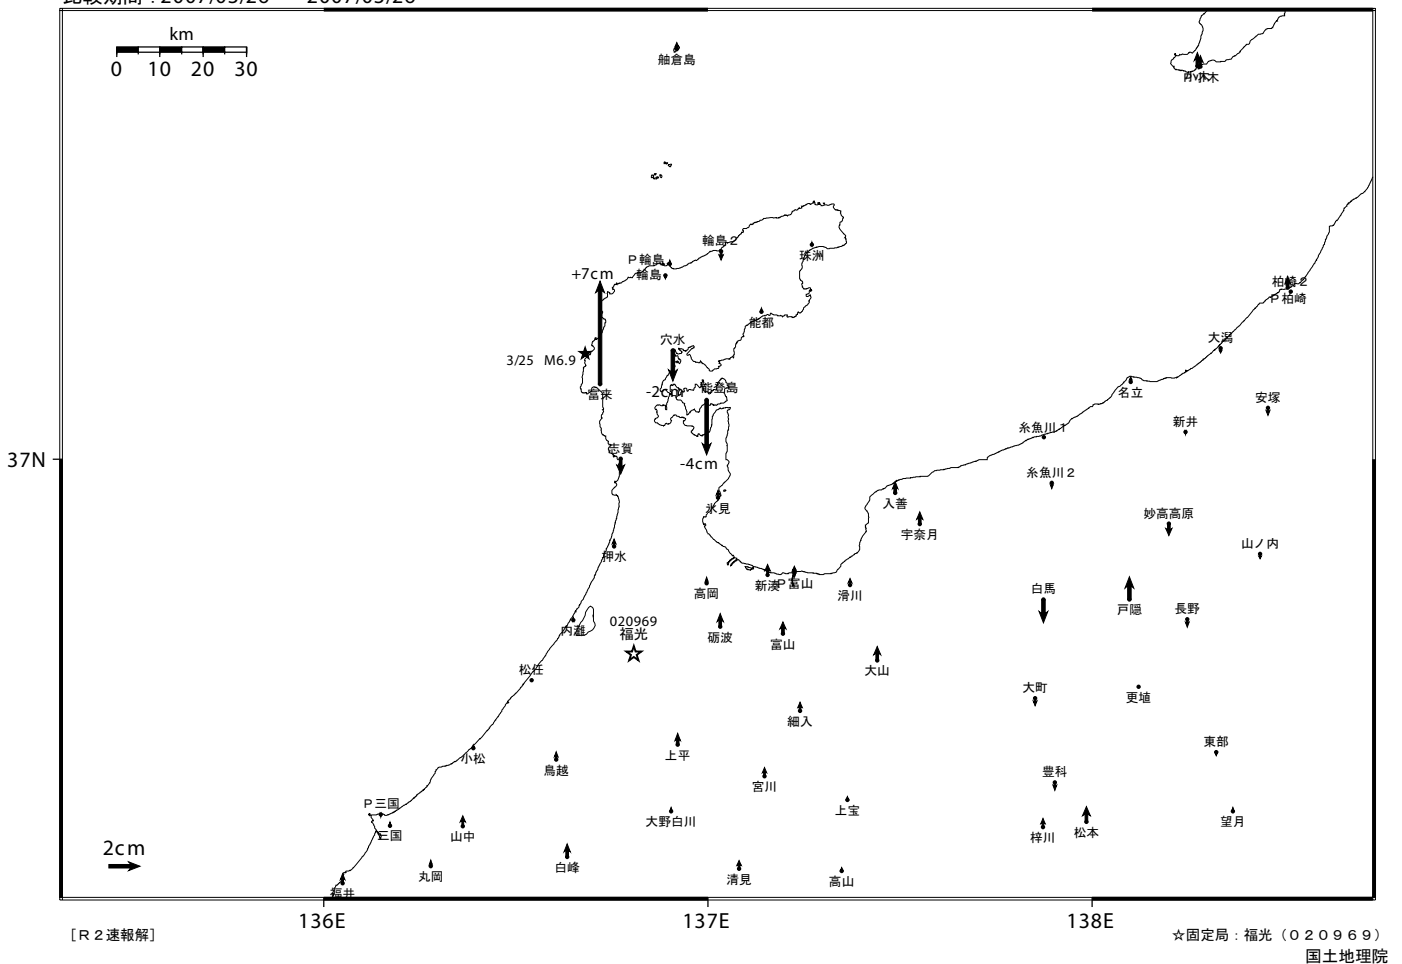 km
0 10 20 30
舳倉島
小木
輪島２
Ｐ輪島
輪島
珠洲
+7cm
能都
穴水
3/25 M6.9
富来
-2cm
能登島
志賀
-4cm
37N
氷見
押水
柏崎２
Ｐ柏崎
大潟
名立
安塚
新井
糸魚川１
糸魚川２
入善
宇奈月
妙高高原
山ノ内
高岡
新湊
Ｐ富山
滑川
白馬
戸隠
長野
020969
福光
内灘
砺波
富山
大山
松任
大町
更埴
細入
小松
鳥越
上平
宮川
東部
豊科
Ｐ三国
三国
山中
大野白川
上宝
梓川
松本
望月
2cm
丸岡
白峰
清見
高山
福井
136E
137E
138E
［Ｒ２速報解］
☆固定局：福光（０２０９６９）
国土地理院